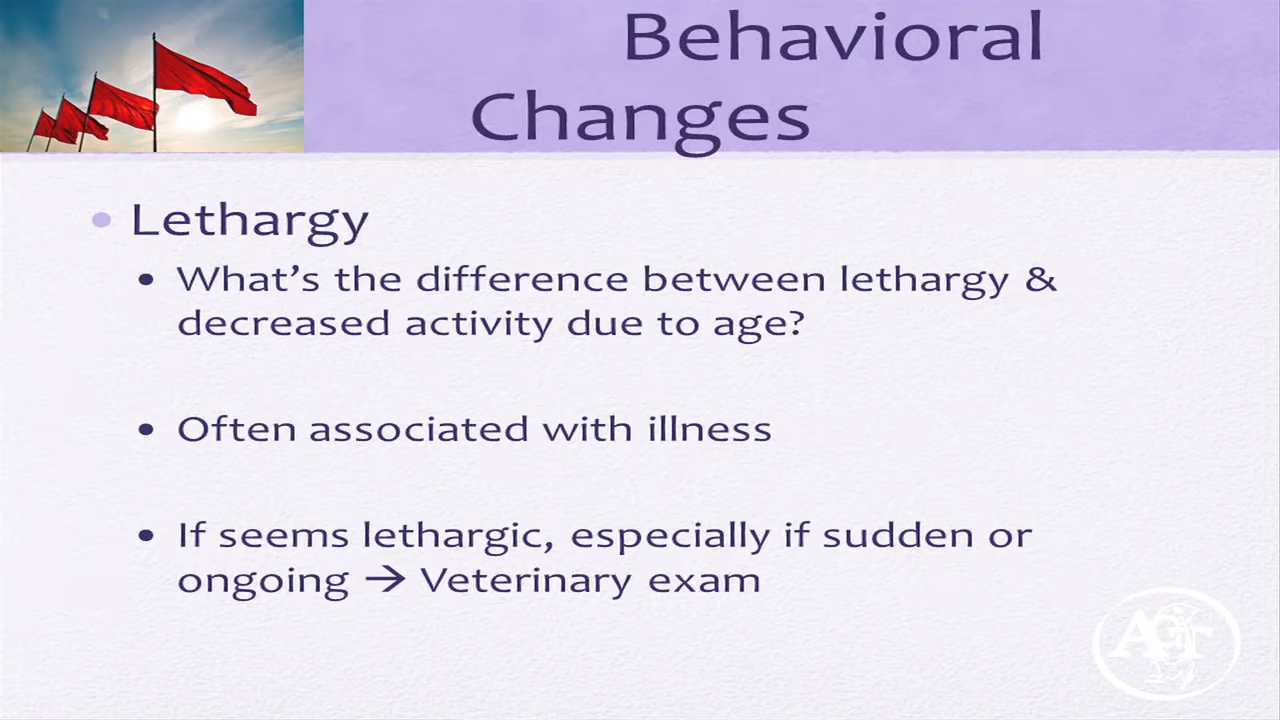 Behavioral
Changes
Lethargy
What’s the difference between lethargy &
decreased activity due to age?
Often associated with illness
If seems lethargic, especially if sudden or
ongoing → Veterinary exam
AGT